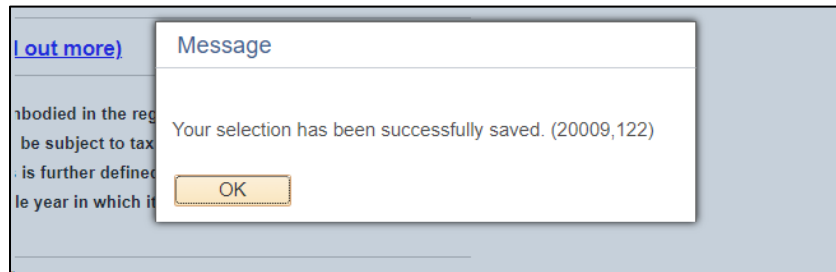 l out more)
Message
nbodied in the reg
Your selection has been successfully saved. (20009,122)
be subject to tax
is further defined
OK
le year in which it